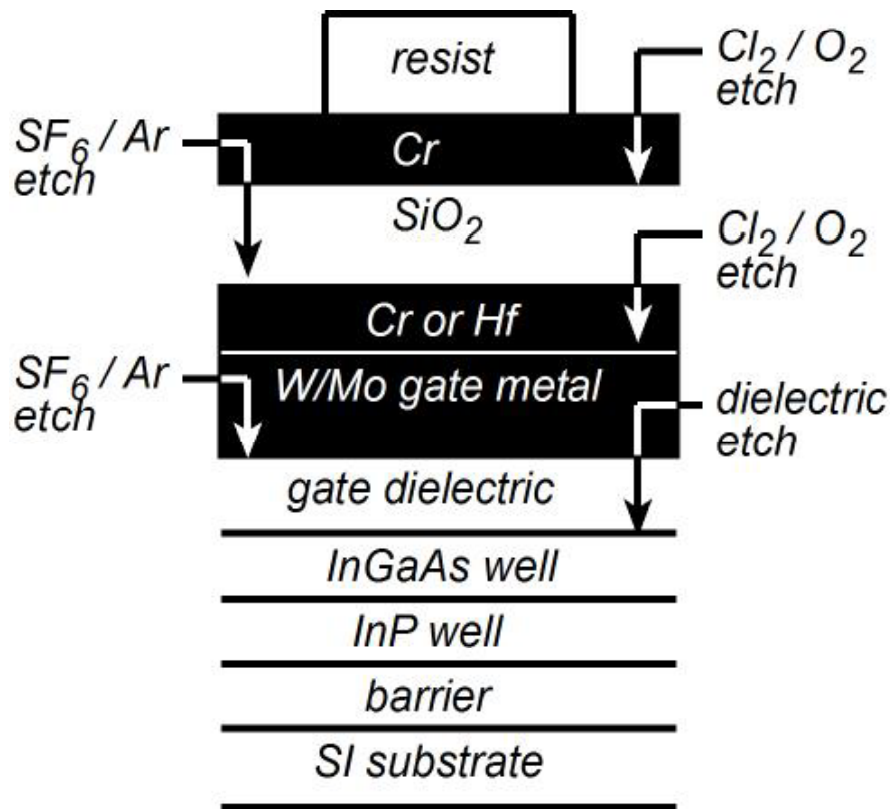 resist
Cl₂ / O₂
etch
SF₆ / Ar
etch
Cr
SiO₂
Cl₂ / O₂
etch
Cr or Hf
SF₆ / Ar
etch
W/Mo gate metal
dielectric
etch
gate dielectric
InGaAs well
InP well
barrier
SI substrate